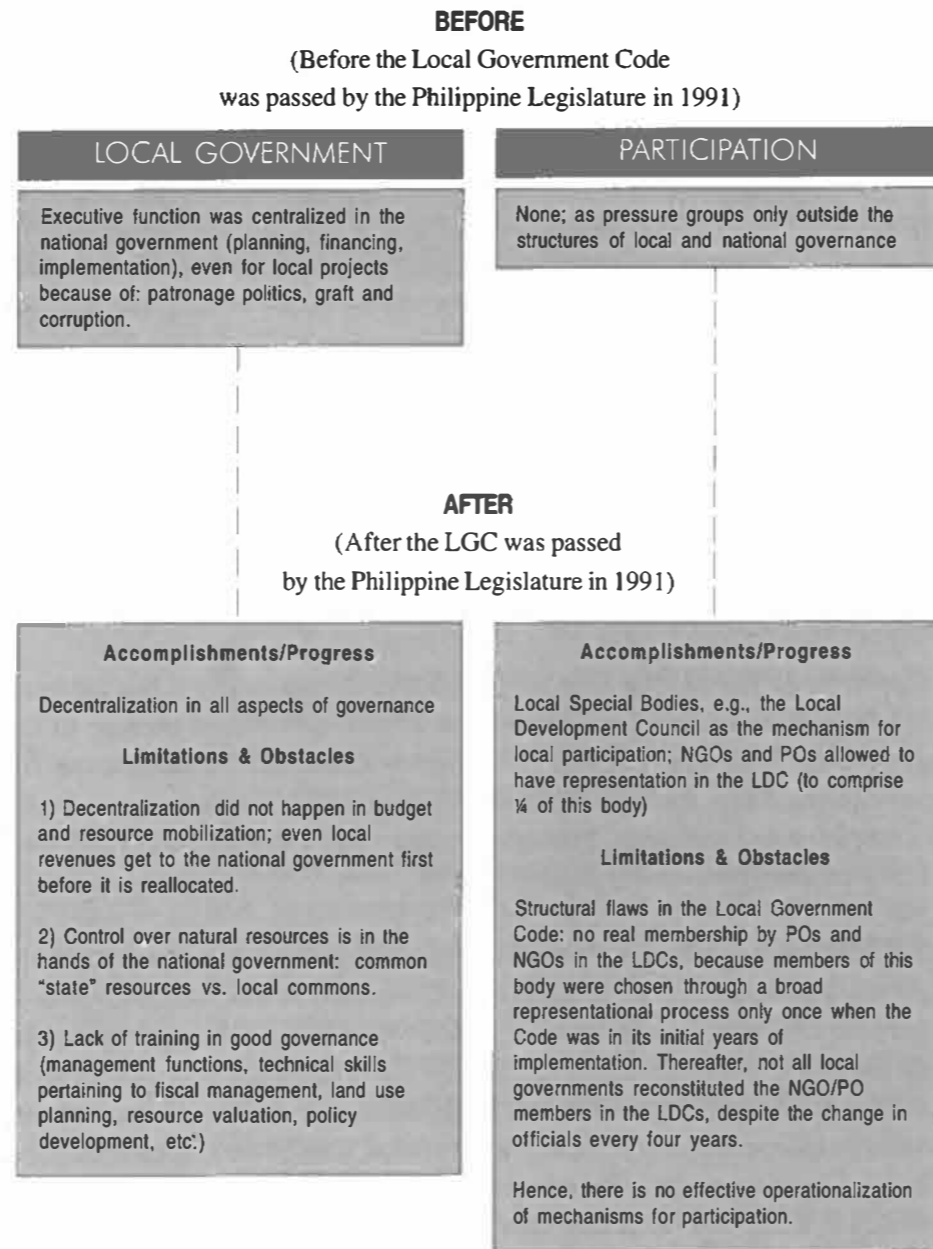 BEFORE
(Before the Local Government Code
was passed by the Philippine Legislature in 1991)
LOCAL GOVERNMENT
Executive function was centralized in the
national government (planning, financing,
implementation), even for local projects
because of: patronage politics, graft and
corruption.
PARTICIPATION
None; as pressure groups only outside the
structures of local and national governance
AFTER
(After the LGC was passed
by the Philippine Legislature in 1991)
Accomplishments/Progress
Decentralization in all aspects of governance
Limitations & Obstacles
1) Decentralization did not happen in budget
and resource mobilization; even local
revenues get to the national government first
before it is reallocated.
2) Control over natural resources is in the
hands of the national government: common
"state" resources vs. local commons.
3) Lack of training in good governance
(management functions, technical skills
pertaining to fiscal management, land use
planning, resource valuation, policy
development, etc.)
Accomplishments/Progress
Local Special Bodies, e.g., the Local
Development Council as the mechanism for
local participation; NGOs and POs allowed to
have representation in the LDC (to comprise
¼ of this body)
Limitations & Obstacles
Structural flaws in the Local Government
Code: no real membership by POs and
NGOs in the LDCs, because members of this
body were chosen through a broad
representational process only once when the
Code was in its initial years of
implementation. Thereafter, not all local
governments reconstituted the NGO/PO
members in the LDCs, despite the change in
officials every four years.
Hence, there is no effective operationalization
of mechanisms for participation.